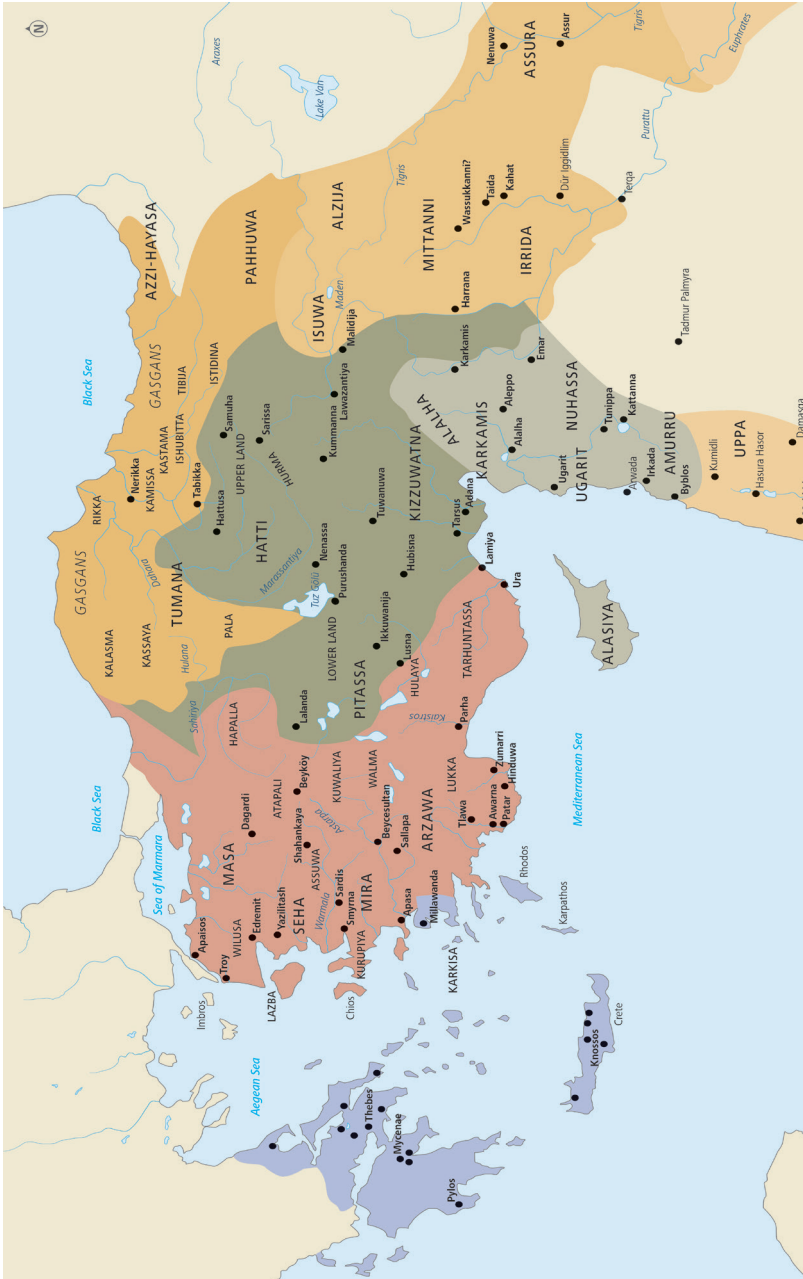 N
Black Sea
Black Sea
Sea of Marmara
Aegean Sea
Mediterranean Sea
Araxes
Lake Van
Tigris
Tigris
Euphrates
Purattu
Maden
Marassantiya
Tuz Gölü
Dahara
Hulana
Sahiriya
Kaistros
Astarpa
Warmala
AZZI-HAYASA
PAHHUWA
ALZIJA
ISUWA
MITTANNI
IRRIDA
ASSURA
Nenuwa
Assur
Wassukkanni?
Taida
Kahat
Dūr Iggidlim
Terqa
Harrana
Malidija
GASGANS
TIBIJA
ISTIDINA
ISHUBITTA
KASTAMA
KAMISSA
Nerikka
RIKKA
GASGANS
Tabikka
TUMANA
KALASMA
KASSAYA
PALA
Samuha
Sarissa
UPPER LAND
HURMA
Hattusa
HATTI
Lawazantiya
Kummanna
Nenassa
Purushanda
Tuwanuwa
Hubisna
KIZZUWATNA
Adana
Tarsus
Lamiya
Ura
LOWER LAND
Ikkuwanija
Lusna
PITASSA
Lalanda
HULAYA
TARHUNTASSA
Karkamis
Emar
ALALHA
KARKAMIS
Aleppo
Alalha
NUHASSA
Tunippa
Kattanna
Ugarit
UGARIT
Arwada
Irkada
AMURRU
Byblos
Kumidli
UPPA
Hasura Hasor
Damasga
Tadmur Palmyra
ALASIYA
HAPALLA
Beyköy
ATAPALI
KUWALIYA
WALMA
Dagardi
MASA
Shahankaya
ASSUWA
Beycesultan
Sallapa
ARZAWA
LUKKA
Parha
Zumarri
Hinduwa
Tlawa
Awarna
Patar
Apaisos
Troy
WILUSA
Edremit
Yazilitash
SEHA
Sardis
Smyrna
MIRA
KURUPIYA
Apasa
Millawanda
KARKISA
Imbros
LAZBA
Chios
Rhodos
Karpathos
Knossos
Crete
Thebes
Mycenae
Pylos